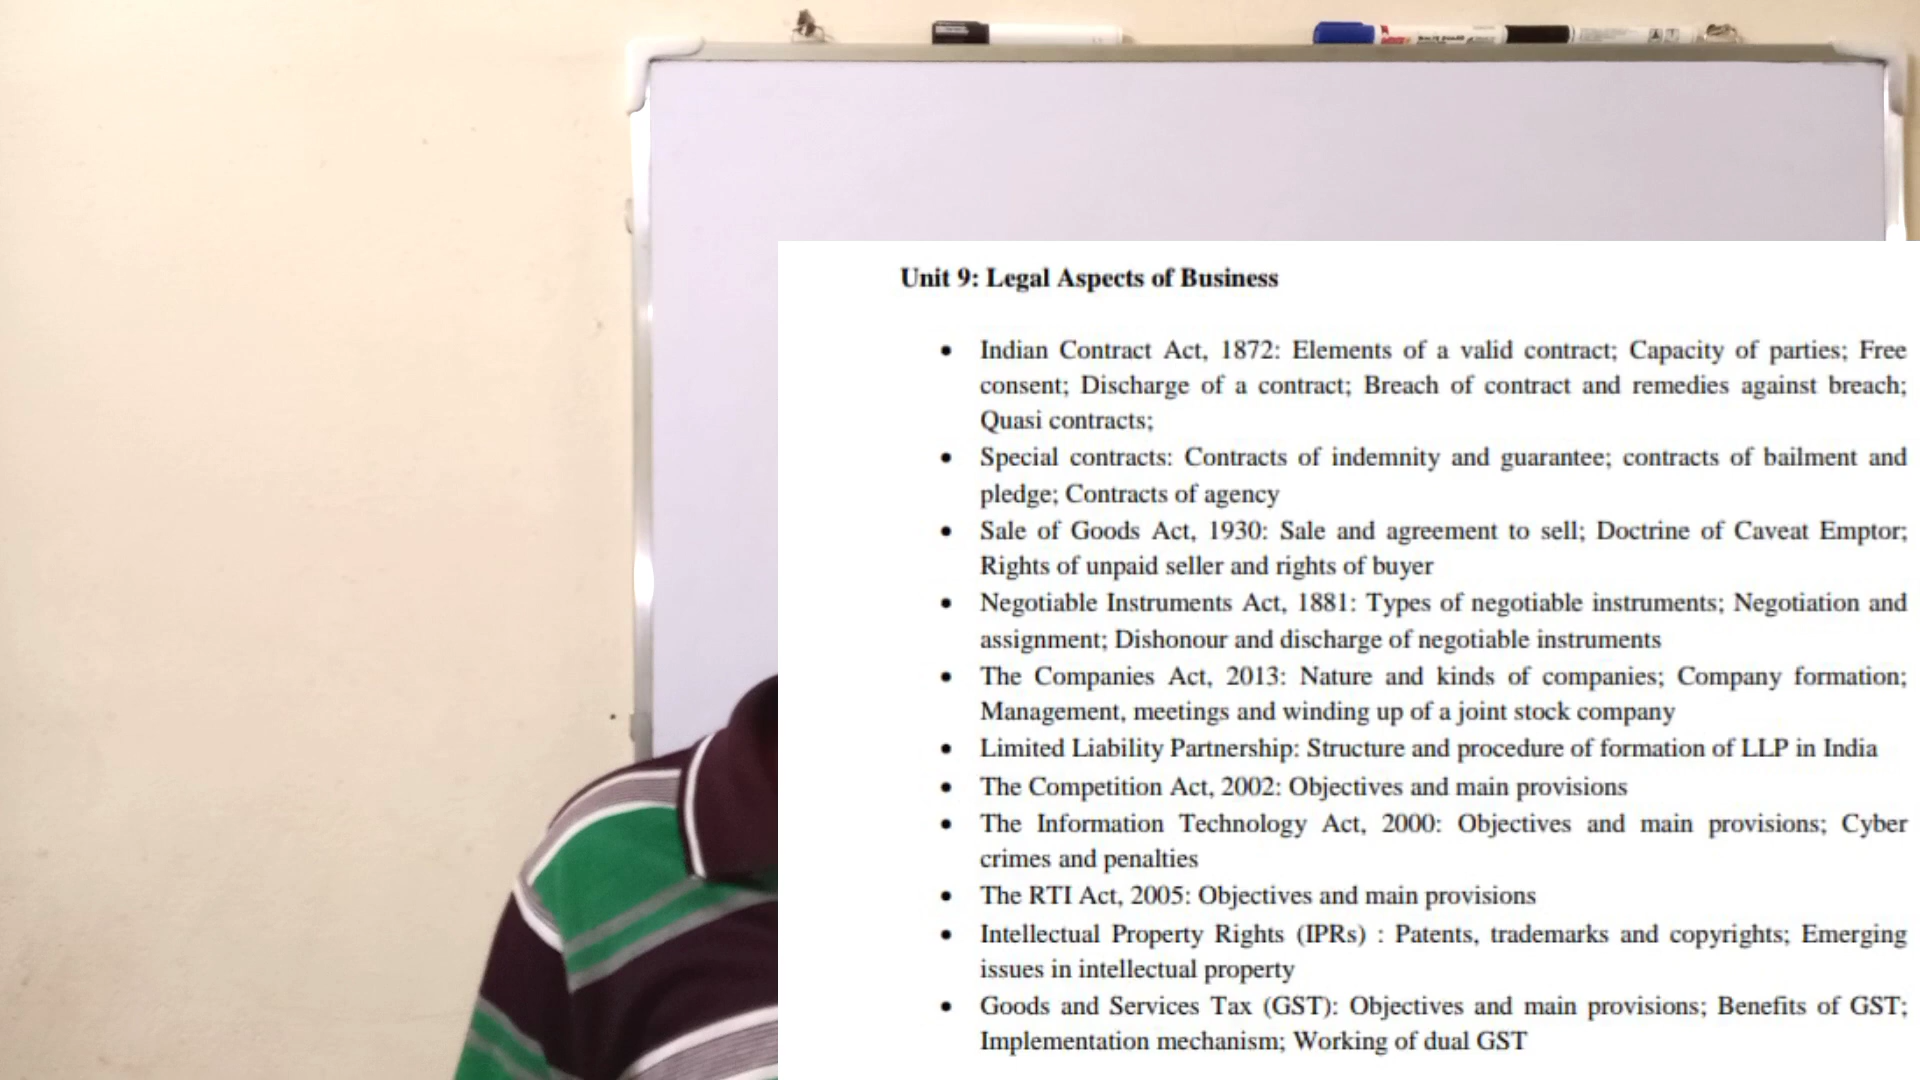 Unit 9: Legal Aspects of Business
• Indian Contract Act, 1872: Elements of a valid contract; Capacity of parties; Free
consent; Discharge of a contract; Breach of contract and remedies against breach;
Quasi contracts;
• Special contracts: Contracts of indemnity and guarantee; contracts of bailment and
pledge; Contracts of agency
• Sale of Goods Act, 1930: Sale and agreement to sell; Doctrine of Caveat Emptor;
Rights of unpaid seller and rights of buyer
• Negotiable Instruments Act, 1881: Types of negotiable instruments; Negotiation and
assignment; Dishonour and discharge of negotiable instruments
• The Companies Act, 2013: Nature and kinds of companies; Company formation;
Management, meetings and winding up of a joint stock company
• Limited Liability Partnership: Structure and procedure of formation of LLP in India
• The Competition Act, 2002: Objectives and main provisions
• The Information Technology Act, 2000: Objectives and main provisions; Cyber
crimes and penalties
• The RTI Act, 2005: Objectives and main provisions
• Intellectual Property Rights (IPRs) : Patents, trademarks and copyrights; Emerging
issues in intellectual property
• Goods and Services Tax (GST): Objectives and main provisions; Benefits of GST;
Implementation mechanism; Working of dual GST